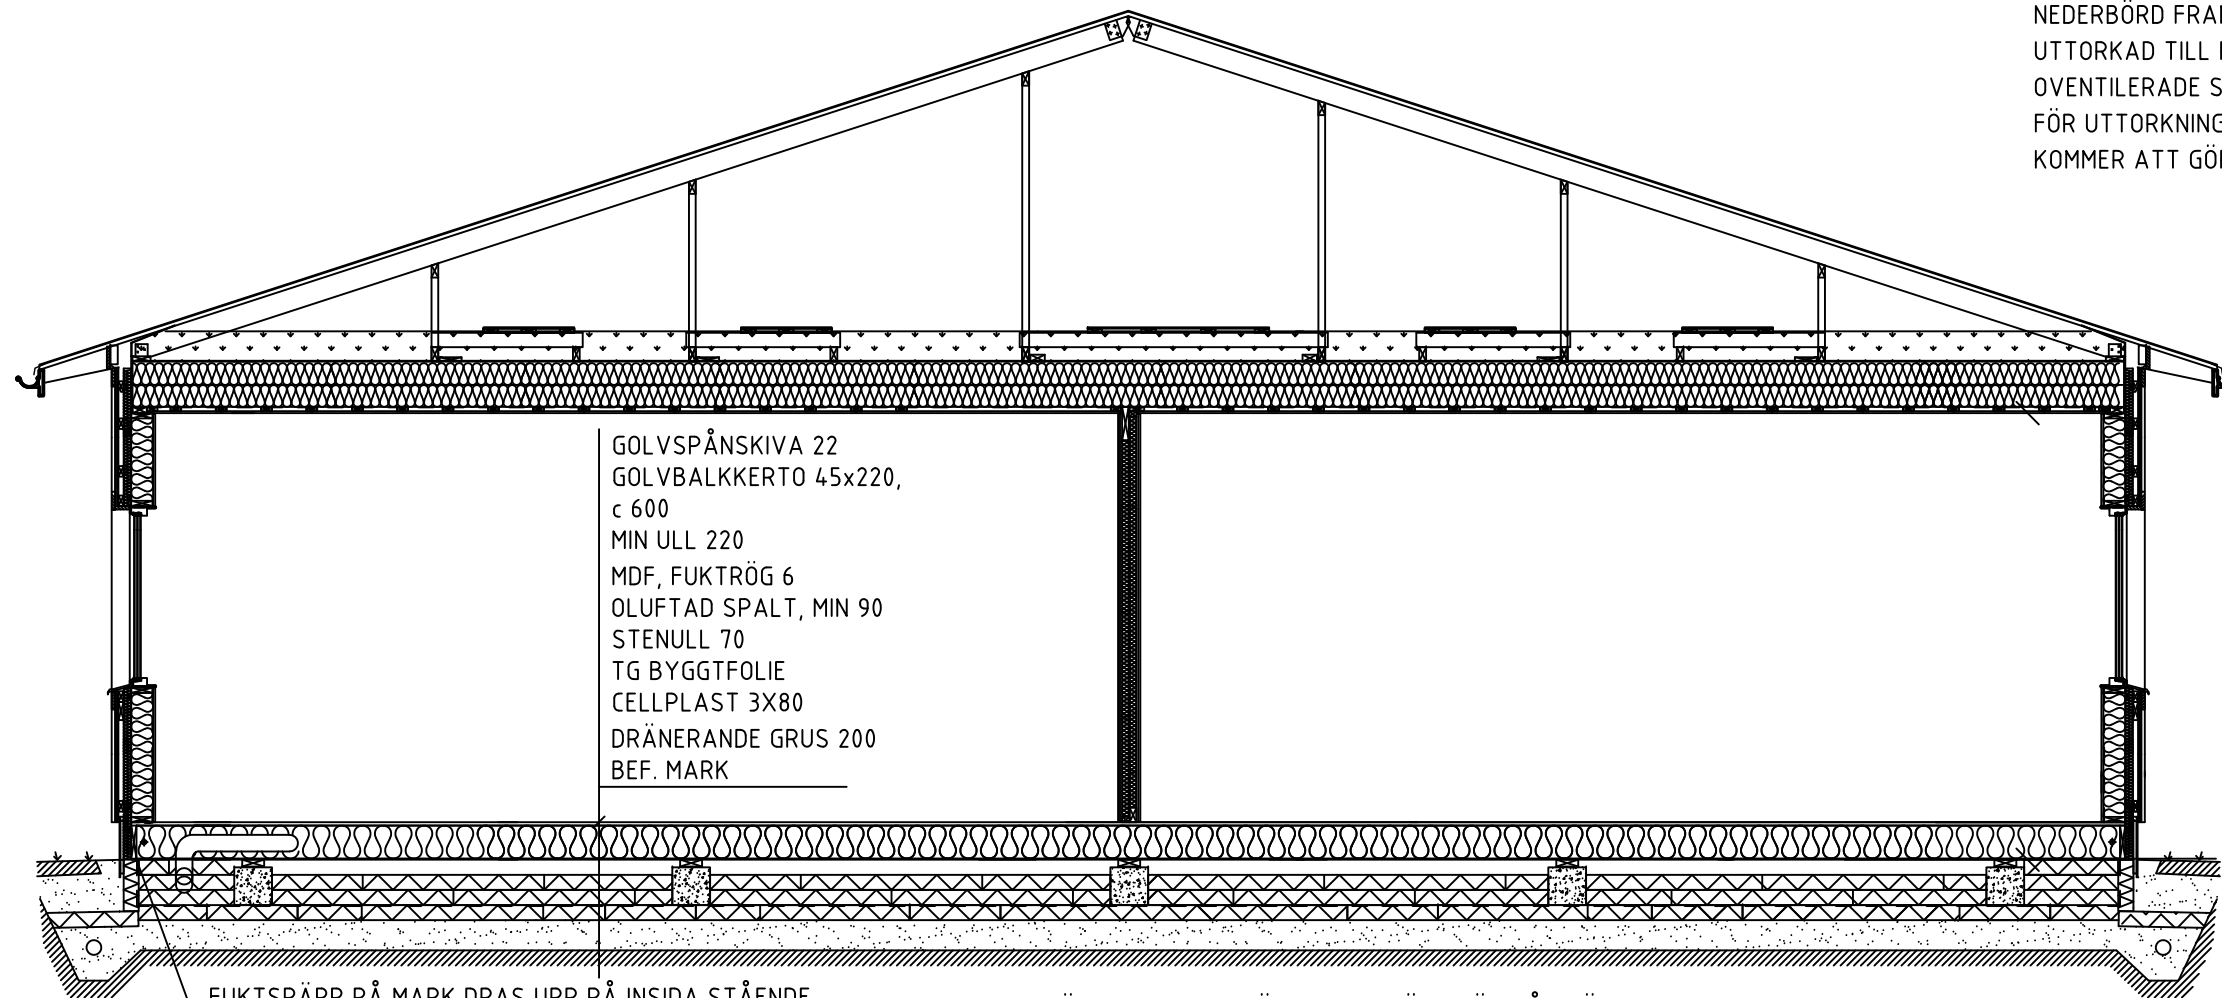 NEDERBÖRD
UTTORKAD TILL
OVENTILERADE
FÖR UTTORKNING
KOMMER ATT
GOLVSPÅNSKIVA 22
GOLVBALKKERTO 45x220,
c 600
MIN ULL 220
MDF, FUKTRÖG 6
OLUFTAD SPALT, MIN 90
STENULL 70
TG BYGGTFOLIE
CELLPLAST 3X80
DRÄNERANDE GRUS 200
BEF. MARK
FUKTSPÄRR PÅ MARK DRAS UPP PÅ INSIDA STÅENDE